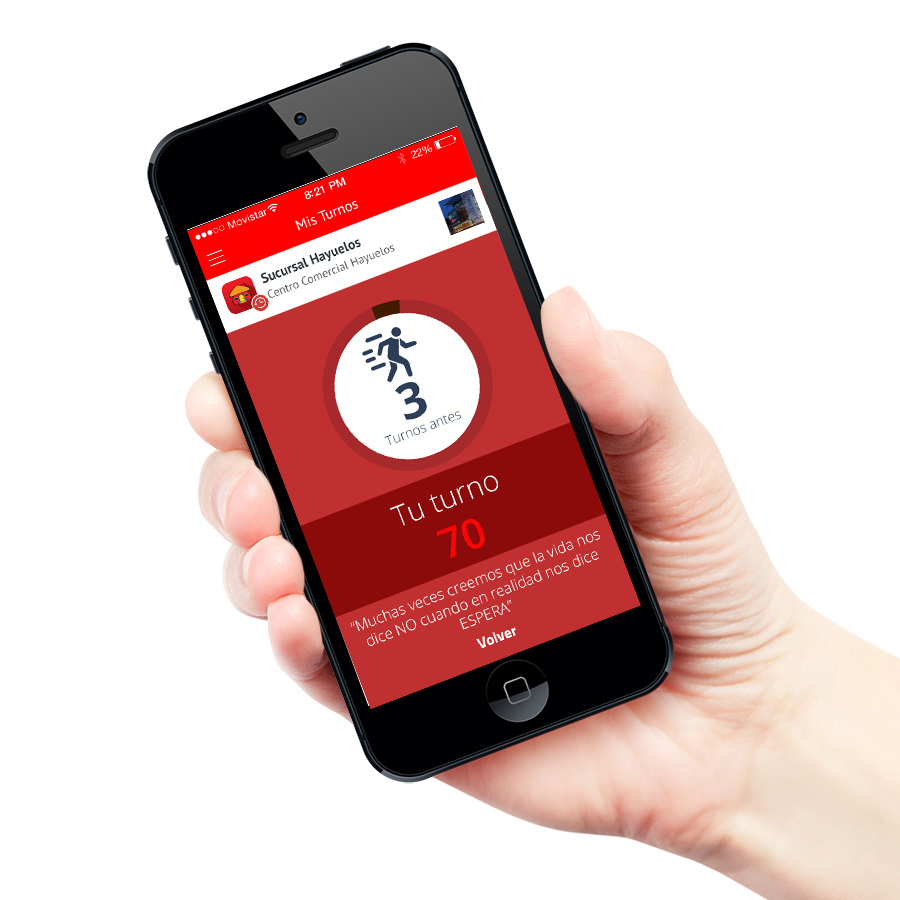 Movistar 8:21 PM 22%
Mis Turnos
Sucursal Hayuelos
Centro Comercial Hayuelos
3
Turnos antes
Tu turno
70
“Muchas veces creemos que la vida nos
dice NO cuando en realidad nos dice
ESPERA”
Volver